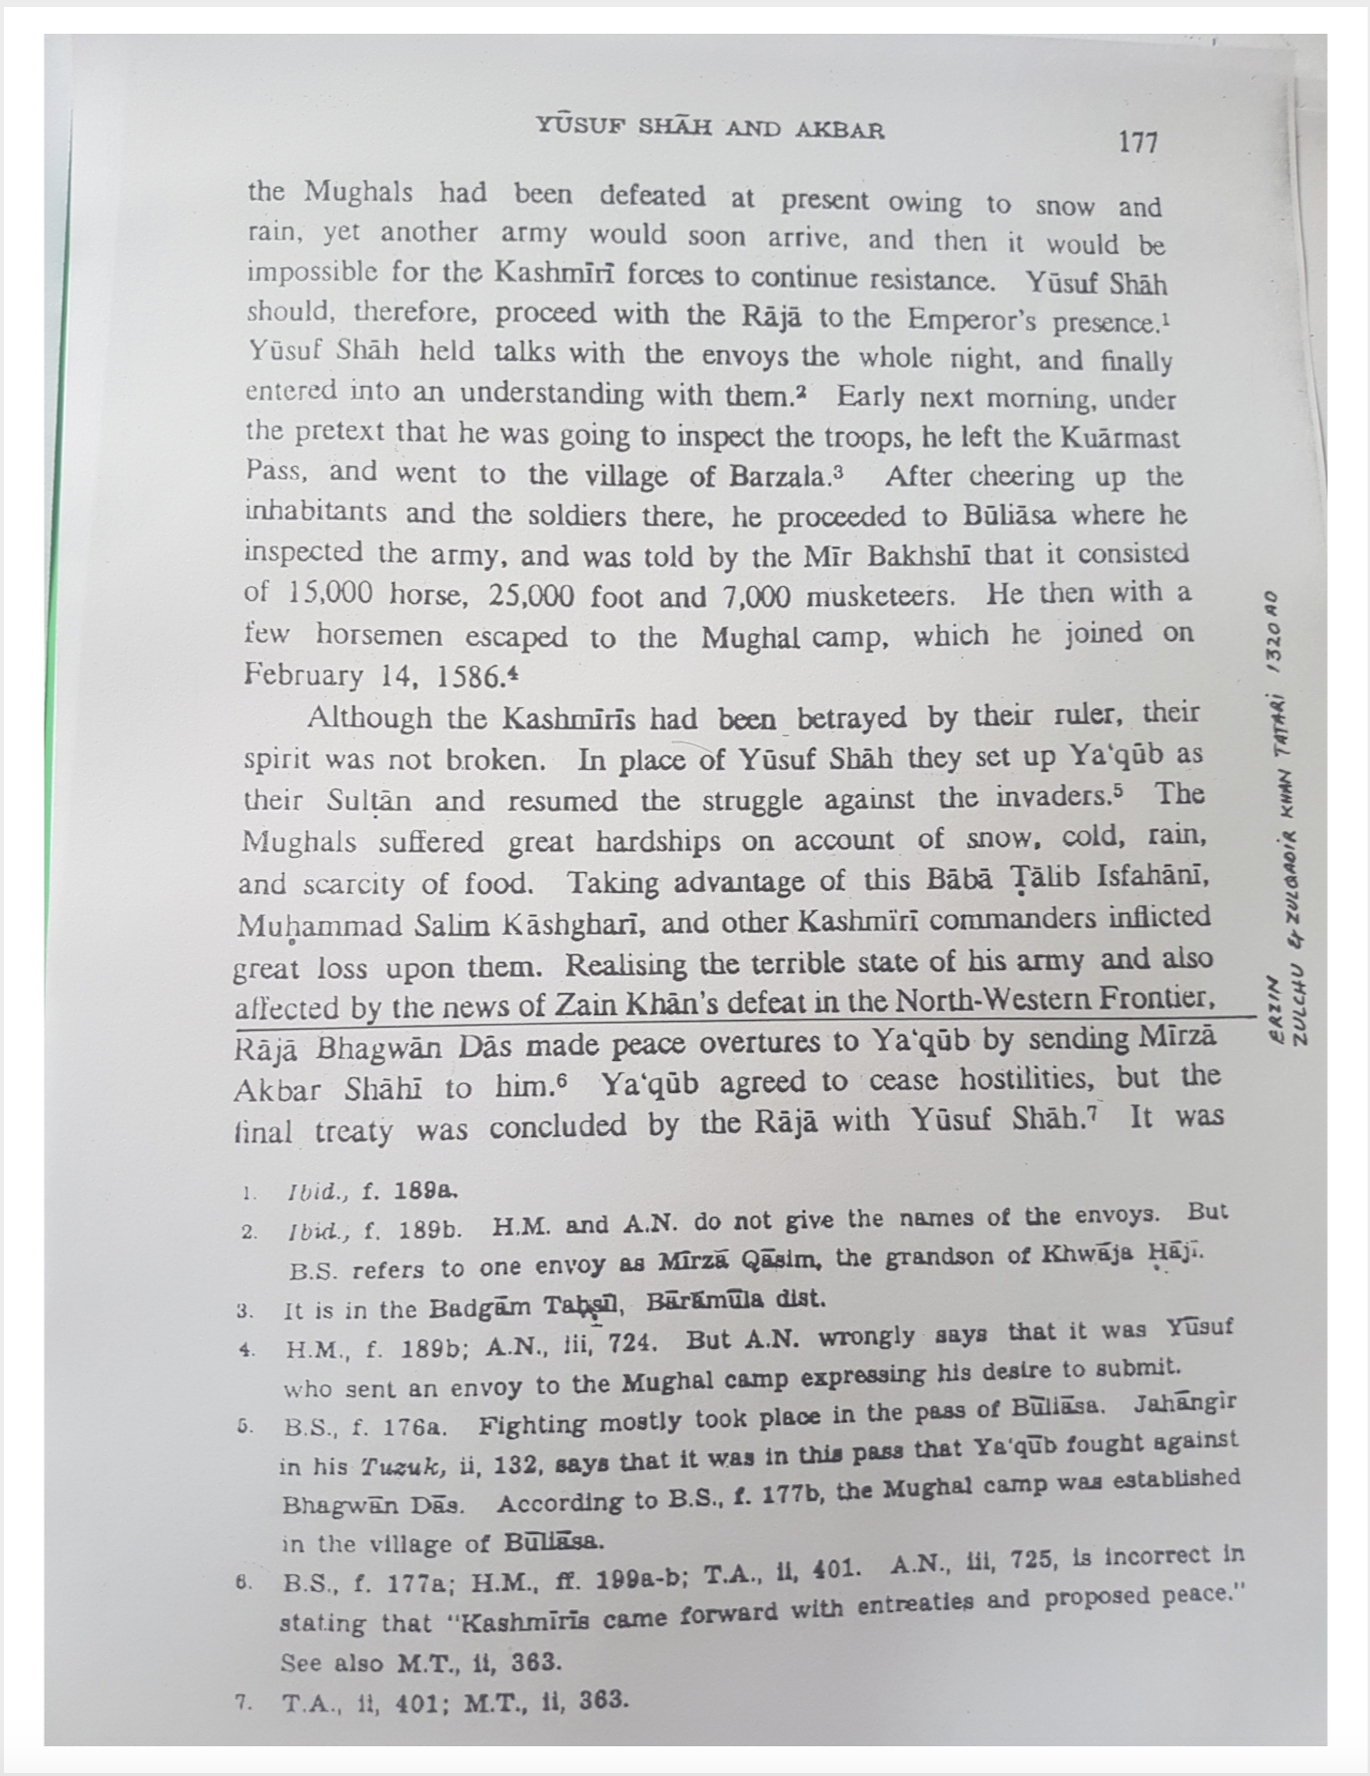 YŪSUF SHĀH AND AKBAR
177
the Mughals had been defeated at present owing to snow and
rain, yet another army would soon arrive, and then it would be
impossible for the Kashmīrī forces to continue resistance. Yūsuf Shāh
should, therefore, proceed with the Rājā to the Emperor's presence.¹
Yūsuf Shāh held talks with the envoys the whole night, and finally
entered into an understanding with them.² Early next morning, under
the pretext that he was going to inspect the troops, he left the Kuārmast
Pass, and went to the village of Barzala.³ After cheering up the
inhabitants and the soldiers there, he proceeded to Būliāsa where he
inspected the army, and was told by the Mīr Bakhshī that it consisted
of 15,000 horse, 25,000 foot and 7,000 musketeers. He then with a
few horsemen escaped to the Mughal camp, which he joined on
February 14, 1586.⁴
Although the Kashmīrīs had been betrayed by their ruler, their
spirit was not broken. In place of Yūsuf Shāh they set up Ya‘qūb as
their Sulṭān and resumed the struggle against the invaders.⁵ The
Mughals suffered great hardships on account of snow, cold, rain,
and scarcity of food. Taking advantage of this Bābā Ṭālib Isfahānī,
Muḥammad Salim Kāshgharī, and other Kashmīrī commanders inflicted
great loss upon them. Realising the terrible state of his army and also
affected by the news of Zain Khān's defeat in the North-Western Frontier,
Rājā Bhagwān Dās made peace overtures to Ya‘qūb by sending Mīrzā
Akbar Shāhī to him.⁶ Ya‘qūb agreed to cease hostilities, but the
final treaty was concluded by the Rājā with Yūsuf Shāh.⁷ It was
1. Ibid., f. 189a.
2. Ibid., f. 189b. H.M. and A.N. do not give the names of the envoys. But
B.S. refers to one envoy as Mīrzā Qāsim, the grandson of Khwāja Ḥājī.
3. It is in the Badgām Taḥṣīl, Bārāmūla dist.
4. H.M., f. 189b; A.N., iii, 724. But A.N. wrongly says that it was Yūsuf
who sent an envoy to the Mughal camp expressing his desire to submit.
5. B.S., f. 176a. Fighting mostly took place in the pass of Būliāsa. Jahāngir
in his Tuzuk, ii, 132, says that it was in this pass that Ya‘qūb fought against
Bhagwān Dās. According to B.S., f. 177b, the Mughal camp was established
in the village of Būliāsa.
6. B.S., f. 177a; H.M., ff. 199a-b; T.A., ii, 401. A.N., iii, 725, is incorrect in
stating that "Kashmīrīs came forward with entreaties and proposed peace."
See also M.T., ii, 363.
7. T.A., ii, 401; M.T., ii, 363.
ERZIN
ZULCHU & ZULQADIR KHAN TATARI 1320 AD